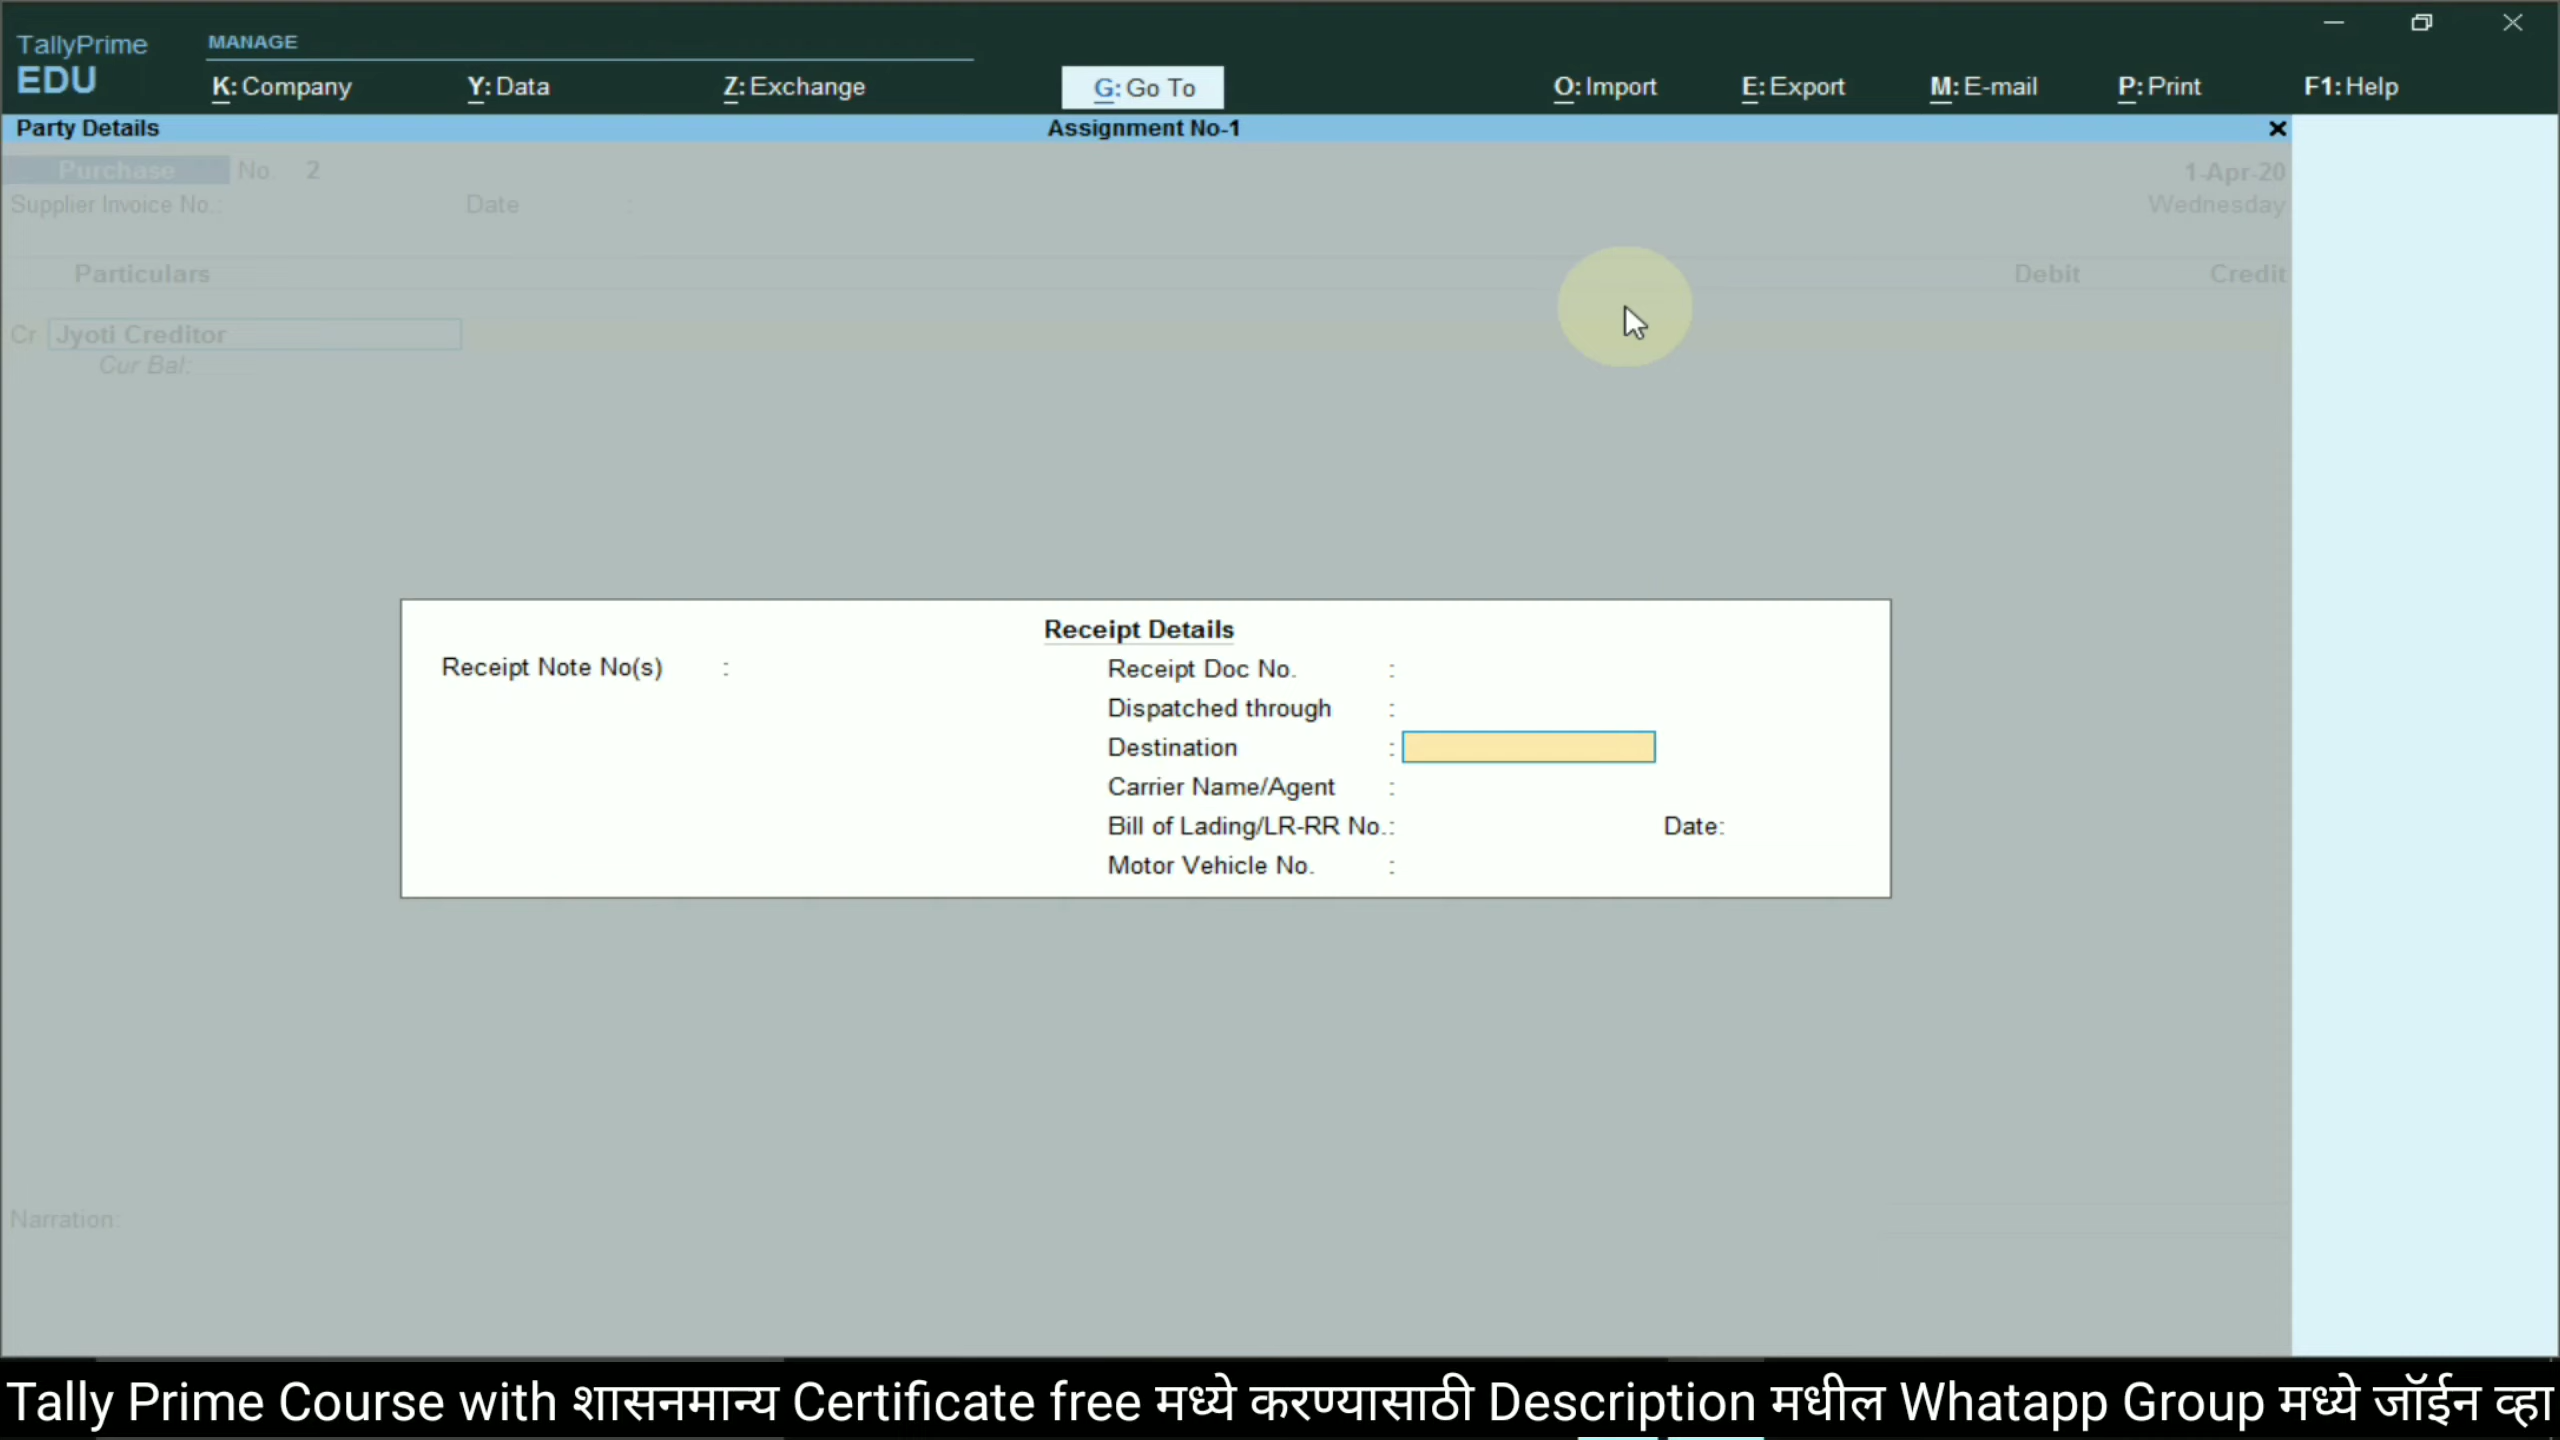 TallyPrime
EDU
MANAGE
K: Company
Y: Data
Z: Exchange
G: Go To
O: Import
E: Export
M: E-mail
P: Print
F1: Help
Party Details
Assignment No-1
Purchase No. 2
1-Apr-20
Supplier Invoice No.:
Date :
Wednesday
Particulars
Debit
Credit
Cr Jyoti Creditor
Cur Bal:
Receipt Details
Receipt Note No(s) :
Receipt Doc No. :
Dispatched through :
Destination :
Carrier Name/Agent :
Bill of Lading/LR-RR No. :
Date:
Motor Vehicle No. :
Narration:
Tally Prime Course with शासनमान्य Certificate free मध्ये करण्यासाठी Description मधील Whatapp Group मध्ये जॉईन व्हा